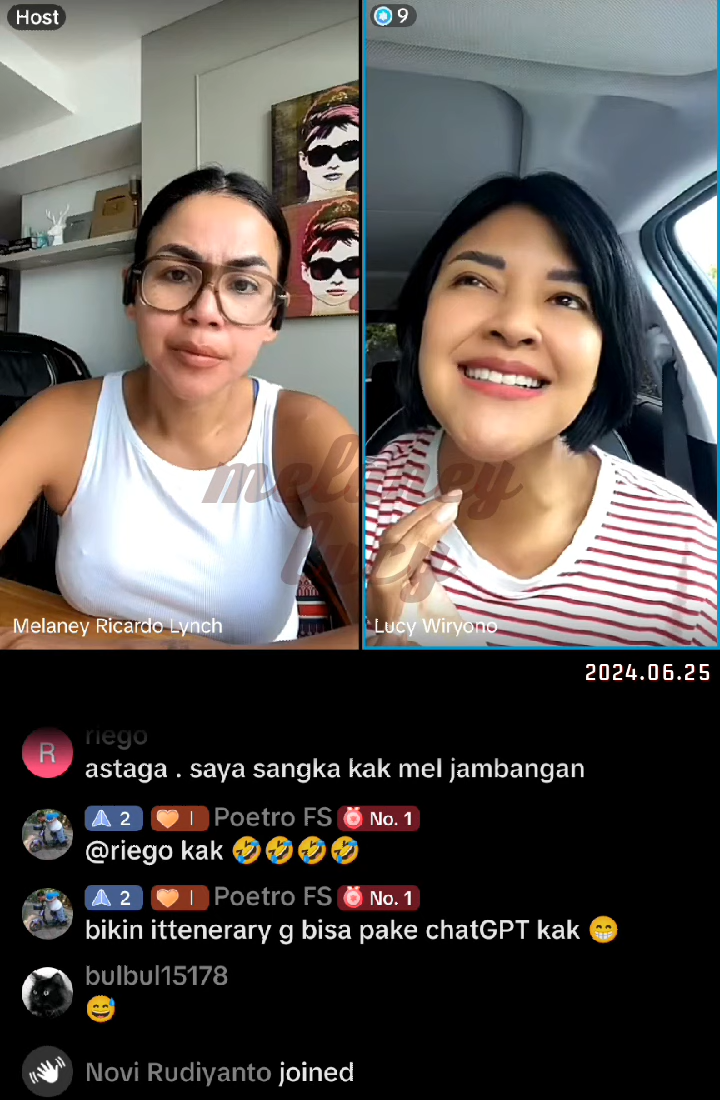 Host
9
melaney
lucy
Melaney Ricardo Lynch
Lucy Wiryono
2024.06.25
riego
R
astaga . saya sangka kak mel jambangan
2 I Poetro FS No. 1
@riego kak 🤣🤣🤣🤣
2 I Poetro FS No. 1
bikin ittenerary g bisa pake chatGPT kak 😁
bulbul15178
😅
Novi Rudiyanto joined